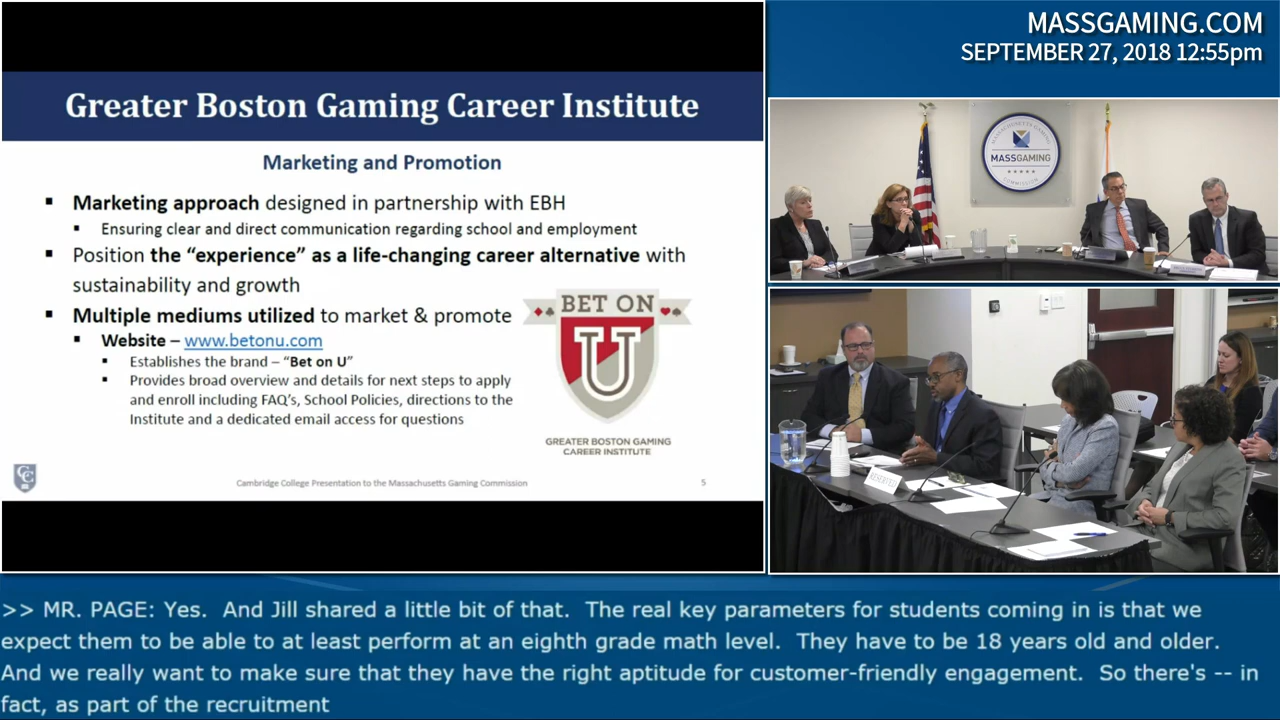 MASSGAMING.COM
SEPTEMBER 27, 2018 12:55pm
Greater Boston Gaming Career Institute
Marketing and Promotion
▪ Marketing approach designed in partnership with EBH
▪ Ensuring clear and direct communication regarding school and employment
▪ Position the “experience” as a life-changing career alternative with
sustainability and growth
▪ Multiple mediums utilized to market & promote
▪ Website – www.betonu.com
▪ Establishes the brand – “Bet on U”
▪ Provides broad overview and details for next steps to apply
and enroll including FAQ’s, School Policies, directions to the
Institute and a dedicated email access for questions
BET ON
U
GREATER BOSTON GAMING
CAREER INSTITUTE
Cambridge College Presentation to the Massachusetts Gaming Commission
5
MASSGAMING
RESERVED
>> MR. PAGE: Yes.  And Jill shared a little bit of that.  The real key parameters for students coming in is that we
expect them to be able to at least perform at an eighth grade math level.  They have to be 18 years old and older.
And we really want to make sure that they have the right aptitude for customer-friendly engagement.  So there's -- in
fact, as part of the recruitment